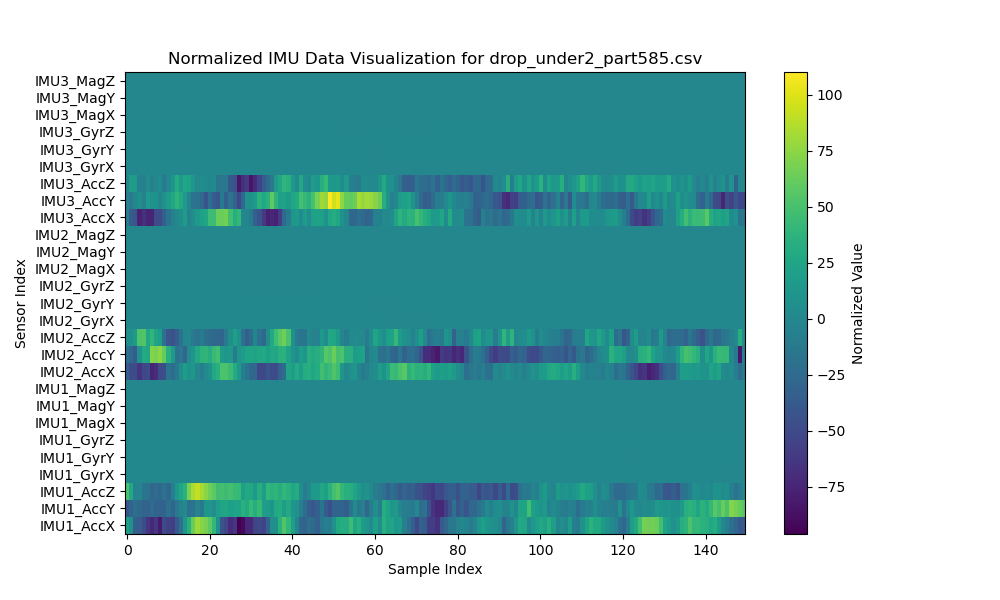 Normalized IMU Data Visualization for drop_under2_part585.csv
IMU3_MagZ
IMU3_MagY
IMU3_MagX
IMU3_GyrZ
IMU3_GyrY
IMU3_GyrX
IMU3_AccZ
IMU3_AccY
IMU3_AccX
IMU2_MagZ
IMU2_MagY
IMU2_MagX
IMU2_GyrZ
IMU2_GyrY
IMU2_GyrX
IMU2_AccZ
IMU2_AccY
IMU2_AccX
IMU1_MagZ
IMU1_MagY
IMU1_MagX
IMU1_GyrZ
IMU1_GyrY
IMU1_GyrX
IMU1_AccZ
IMU1_AccY
IMU1_AccX
Sensor Index
0 20 40 60 80 100 120 140
Sample Index
100
75
50
25
0
−25
−50
−75
Normalized Value